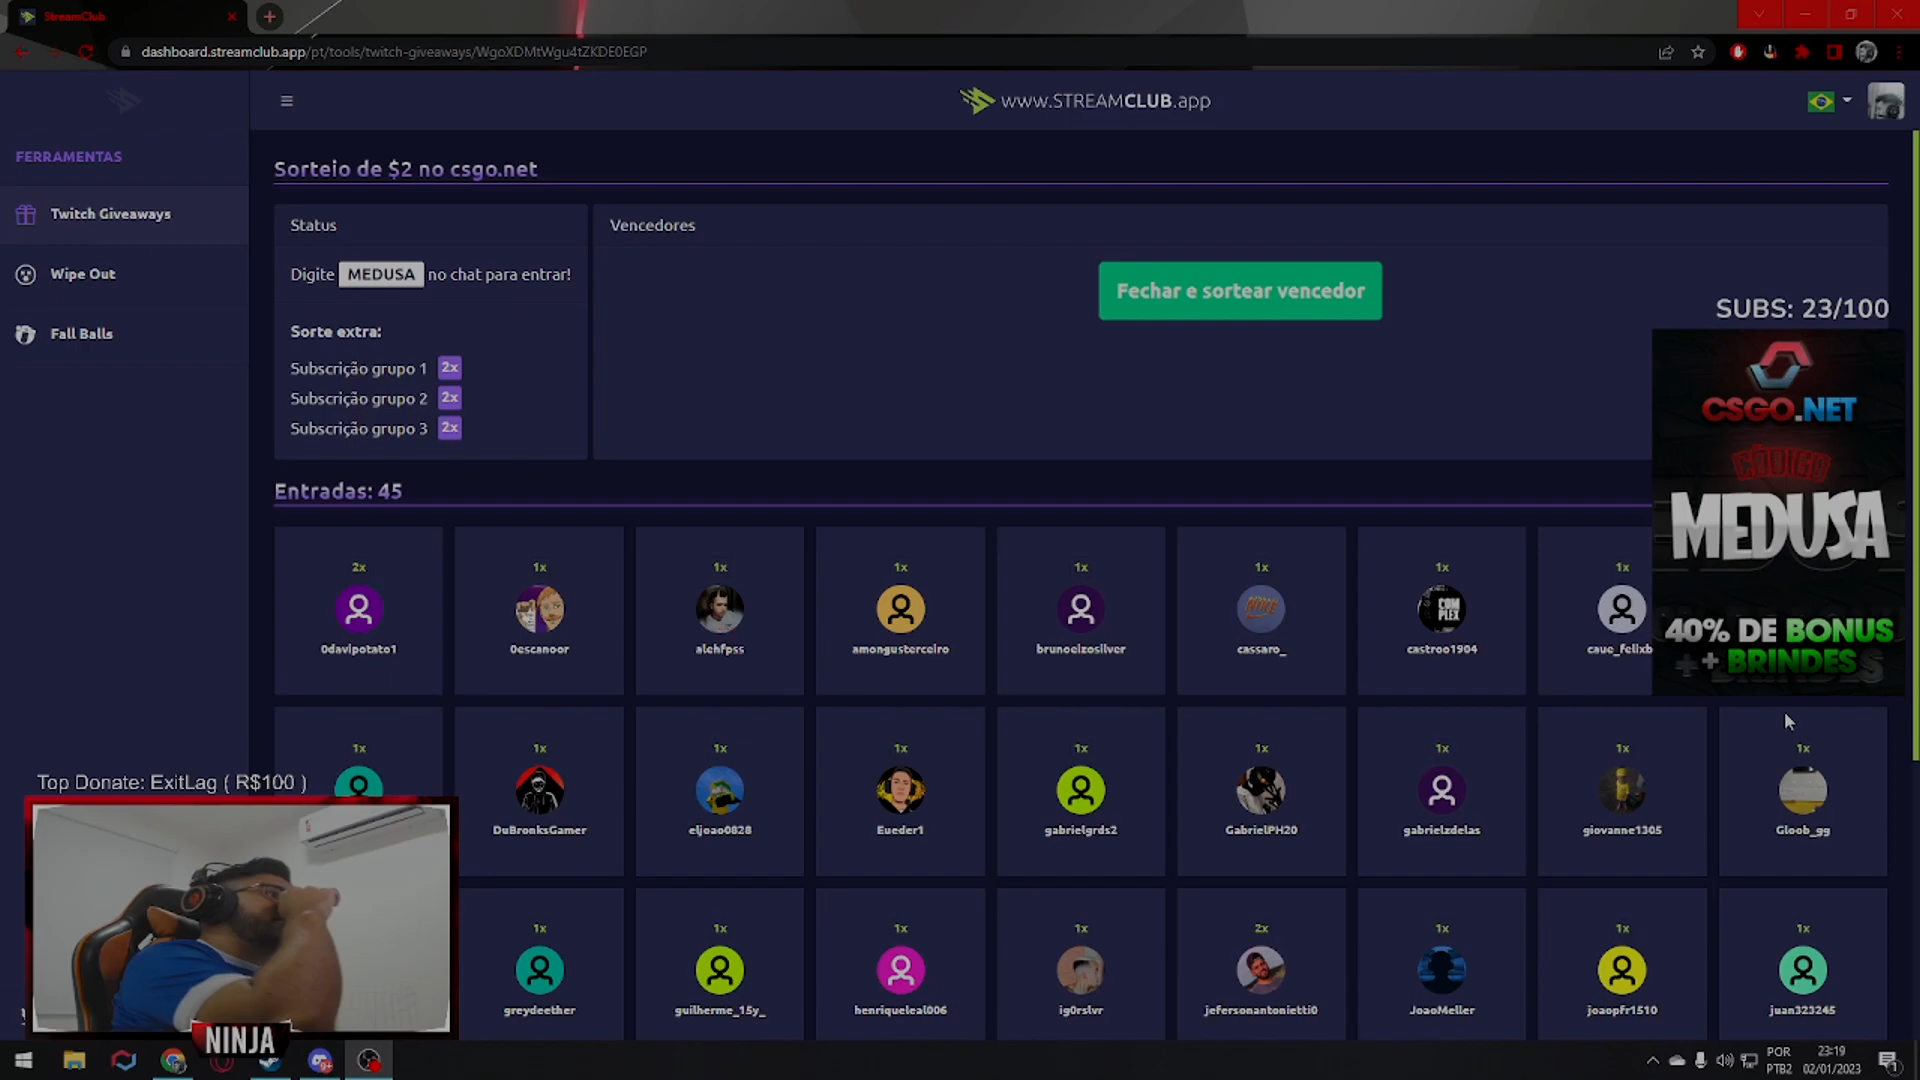 StreamClub
dashboard.streamclub.app/pt/tools/twitch-giveaways/WgoXDMtWgu4tZKDE0EGP
www.STREAMCLUB.app
FERRAMENTAS
Twitch Giveaways
Wipe Out
Fall Balls
Sorteio de $2 no csgo.net
Status
Digite MEDUSA no chat para entrar!
Sorte extra:
Subscrição grupo 1 2x
Subscrição grupo 2 2x
Subscrição grupo 3 2x
Vencedores
Fechar e sortear vencedor
SUBS: 23/100
CSGO.NET
CÓDIGO
MEDUSA
40% DE BONUS
+ BRINDES
Entradas: 45
2x 1x 1x 1x 1x 1x 1x 1x
0davipotato1 0escanoor alehfpss amongusterceiro brunoeizosilver cassaro_ castroo1904 caue_felixb
1x 1x 1x 1x 1x 1x 1x 1x 1x
DuBronksGamer eljoao0828 Eueder1 gabrielgrds2 GabrielPH20 gabrielzdelas giovanne1305 Gloob_gg
1x 1x 1x 1x 2x 1x 1x 1x
greydeether guilherme_15y_ henriqueleal006 ig0rslvr jefersonantonietti0 JoaoMeller joaopfr1510 juan323245
Top Donate: ExitLag ( R$100 )
NINJA
POR
PTB2
23:19
02/01/2023